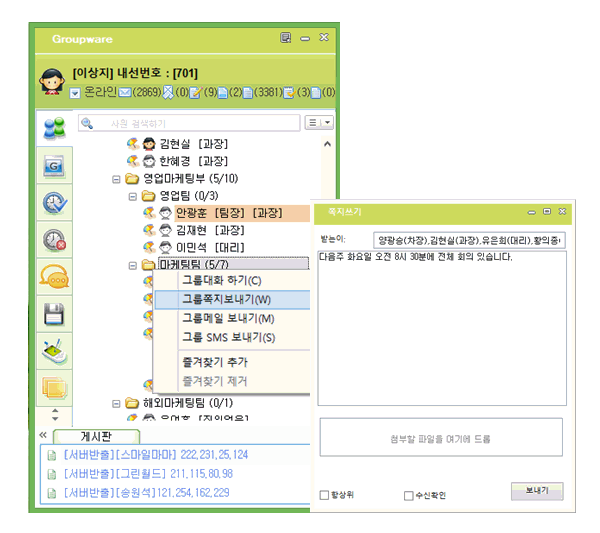 Groupware
[이상지] 내선번호 : [701]
온라인 (2869) (0) (9) (2) (3381) (3) (0)
사원 검색하기
김현실 [과장]
한혜경 [과장]
영업마케팅부 (5/10)
영업팀 (0/3)
안광훈 [팀장] [과장]
김재현 [과장]
이민석 [대리]
마케팅팀 (5/7)
그룹대화 하기(C)
그룹쪽지보내기(W)
그룹메일 보내기(M)
그룹 SMS 보내기(S)
즐겨찾기 추가
즐겨찾기 제거
해외마케팅팀 (0/1)
게시판
[서버반출][스마일마마] 222,231,25,124
[서버반출][그린월드] 211,115,80,98
[서버반출][송원석]121,254,162,229
쪽지쓰기
받는이: 양광승(차장),김현실(과장),유은희(대리),황의종
다음주 화요일 오전 8시 30분에 전체 회의 있습니다.
첨부할 파일을 여기에 드롭
항상위
수신확인
보내기